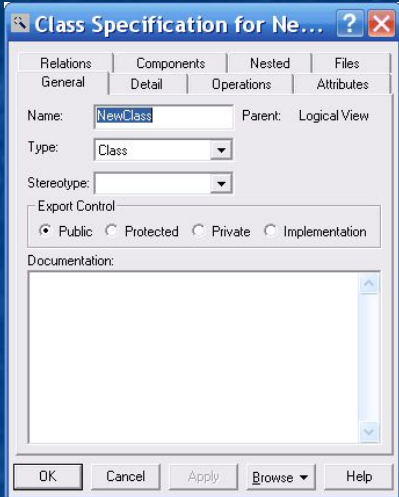 Class Specification for Ne...
Relations Components Nested Files
General Detail Operations Attributes
Name: NewClass Parent: Logical View
Type: Class
Stereotype:
Export Control
Public Protected Private Implementation
Documentation:
OK Cancel Apply Browse Help